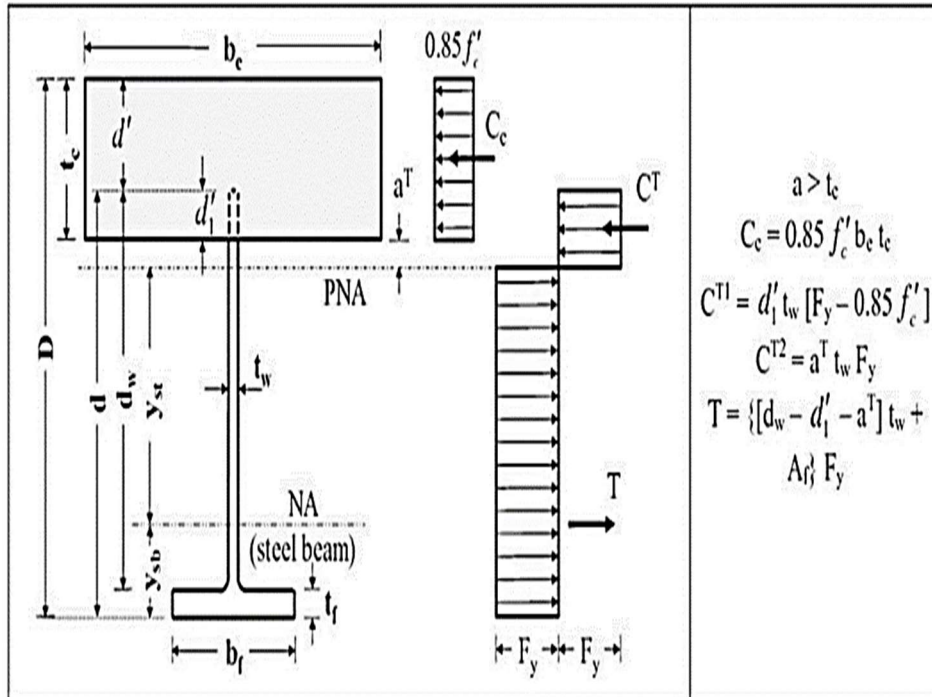 b_e
0.85 f'_c
t_c
d'
d'_1
a^T
C_c
C^T
PNA
D
d
d_w
y_st
t_w
NA
(steel beam)
y_sb
t_f
b_f
T
F_y
F_y
a > t_c
C_c = 0.85 f'_c b_e t_c
C^T1 = d'_1 t_w [F_y − 0.85 f'_c]
C^T2 = a^T t_w F_y
T = {[d_w − d'_1 − a^T] t_w +
A_f} F_y